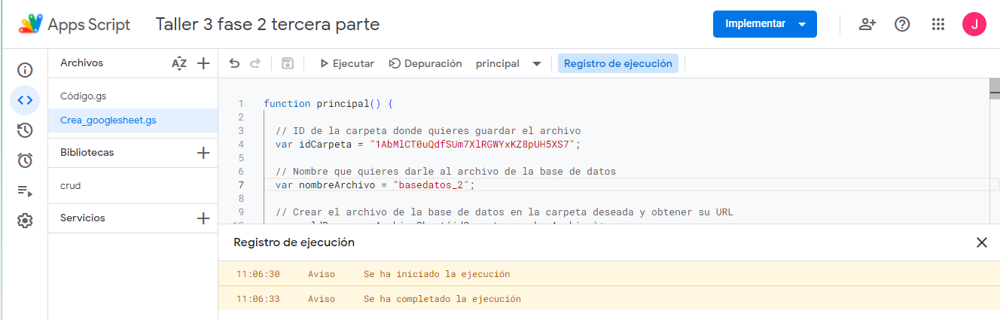 Apps Script Taller 3 fase 2 tercera parte Implementar J
Archivos AZ
Ejecutar Depuración principal Registro de ejecución
Código.gs
Crea_googlesheet.gs
Bibliotecas
crud
Servicios
1 function principal() {
2
3 // ID de la carpeta donde quieres guardar el archivo
4 var idCarpeta = "1AbMlCT0uQdfSUm7XlRGWYxKZ8pUH5XS7";
5
6 // Nombre que quieres darle al archivo de la base de datos
7 var nombreArchivo = "basedatos_2";
8
9 // Crear el archivo de la base de datos en la carpeta deseada y obtener su URL
Registro de ejecución
11:06:30 Aviso Se ha iniciado la ejecución
11:06:33 Aviso Se ha completado la ejecución